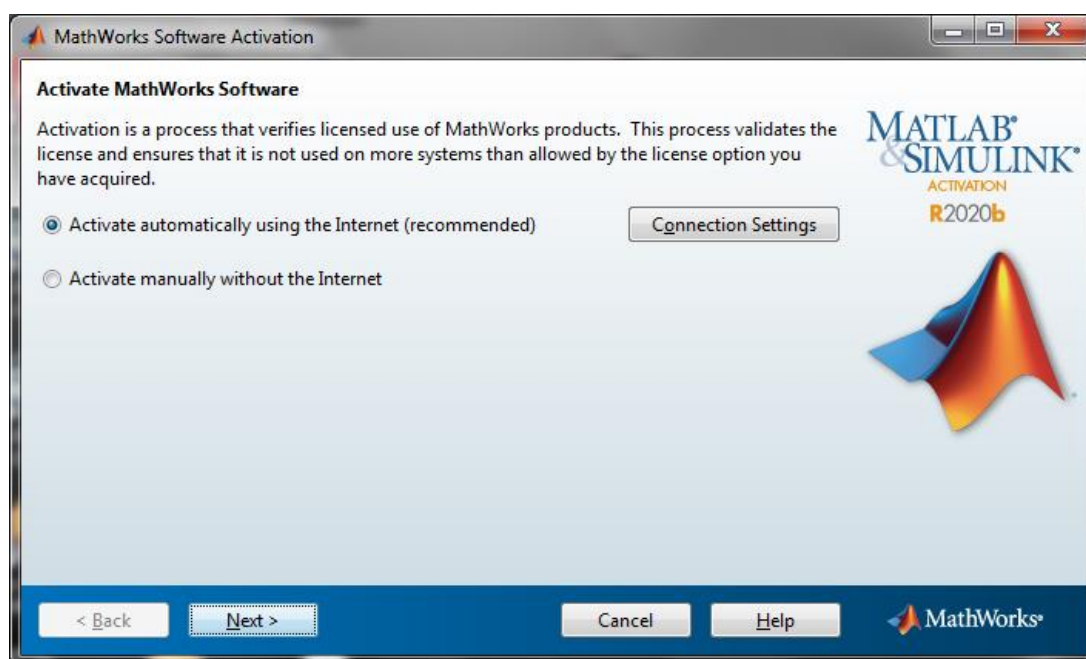 MathWorks Software Activation
Activate MathWorks Software
Activation is a process that verifies licensed use of MathWorks products. This process validates the
license and ensures that it is not used on more systems than allowed by the license option you
have acquired.
MATLAB®
&SIMULINK®
ACTIVATION
R2020b
Activate automatically using the Internet (recommended)
Connection Settings
Activate manually without the Internet
< Back
Next >
Cancel
Help
MathWorks®